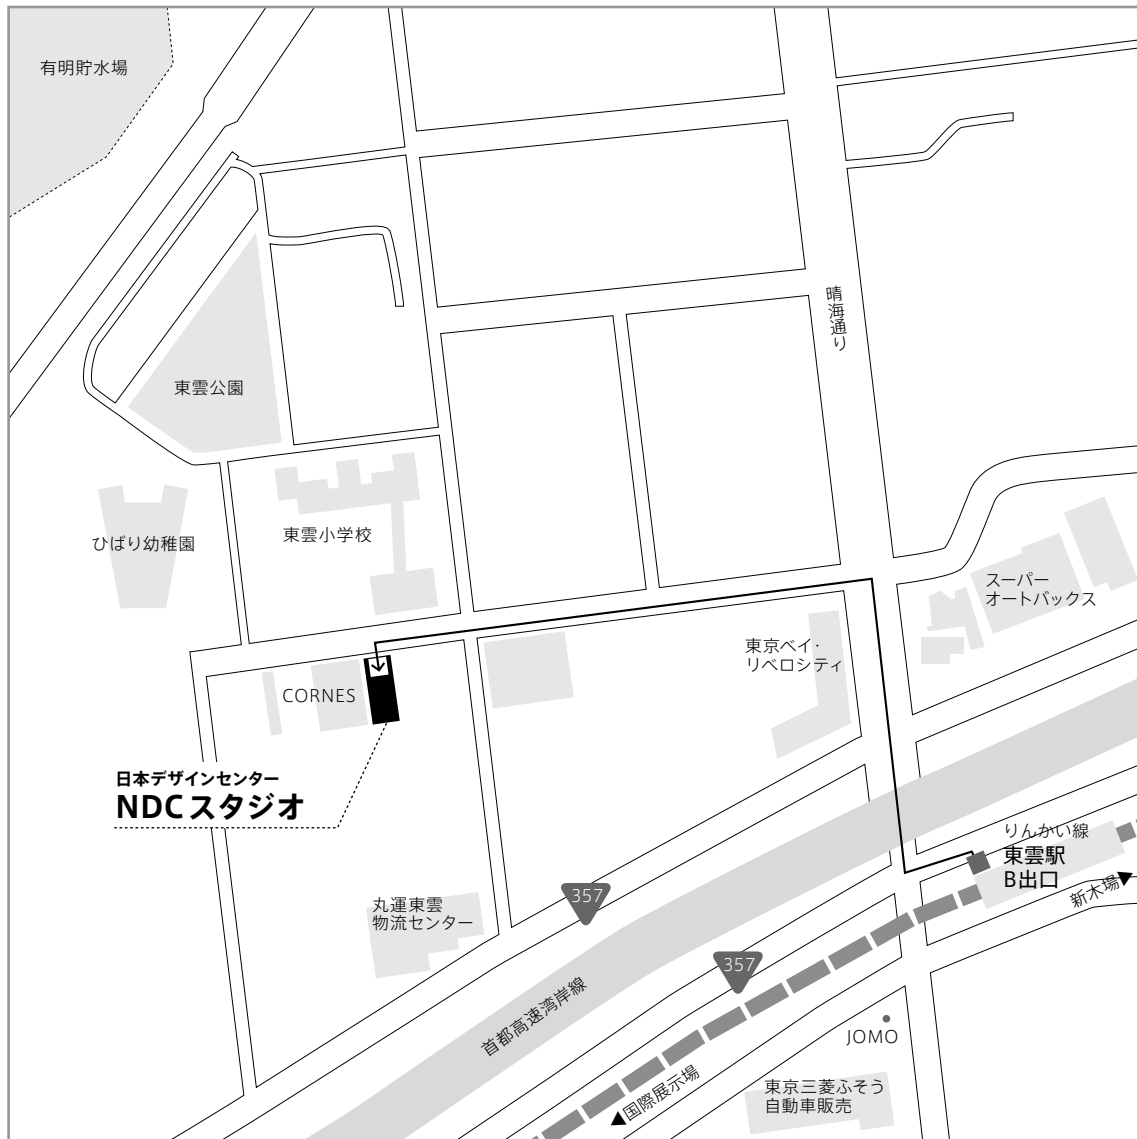 有明貯水場
晴海通り
東雲公園
東雲小学校
ひばり幼稚園
スーパー
オートバックス
東京ベイ・
リベロシティ
CORNES
日本デザインセンター
NDCスタジオ
りんかい線
東雲駅
B出口
新木場▶
丸運東雲
物流センター
357
357
首都高速湾岸線
JOMO
◀国際展示場
東京三菱ふそう
自動車販売